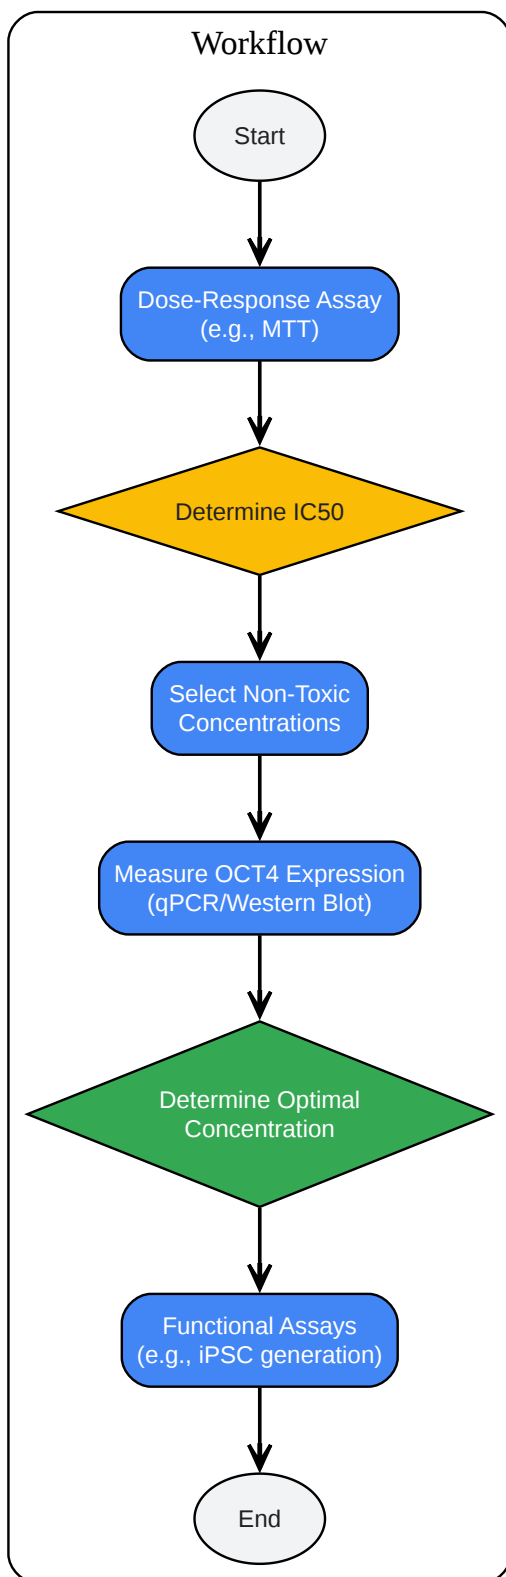 Workflow
Start
Dose-Response Assay
(e.g., MTT)
Determine IC50
Select Non-Toxic
Concentrations
Measure OCT4 Expression
(qPCR/Western Blot)
Determine Optimal
Concentration
Functional Assays
(e.g., iPSC generation)
End